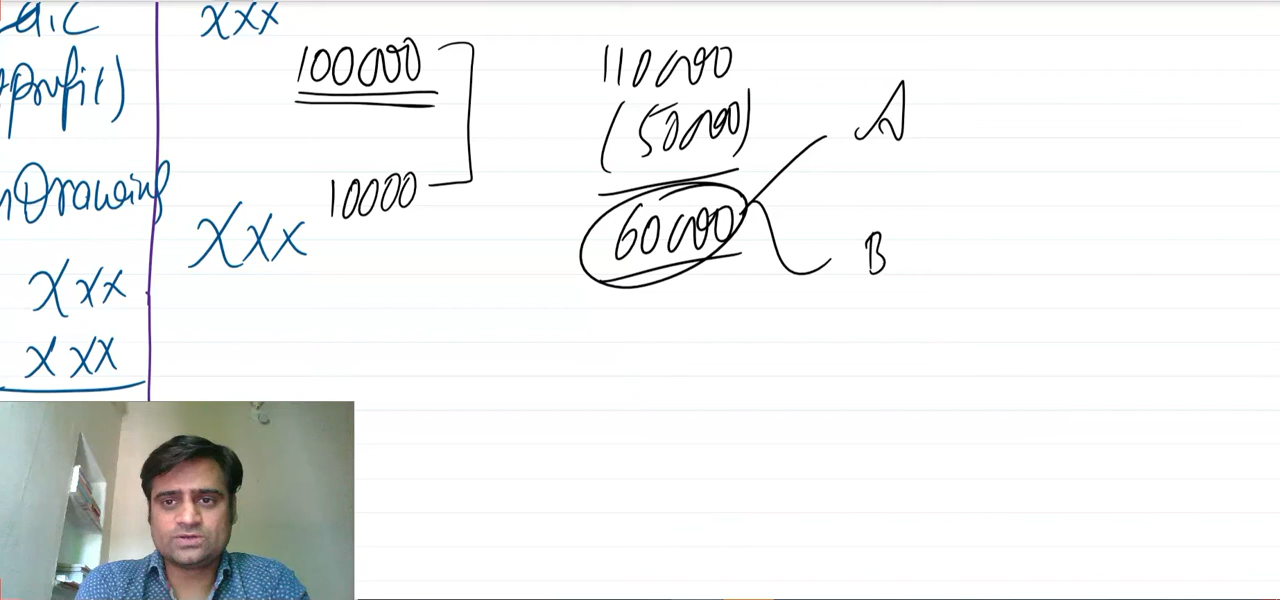 A/C XXX
Profit)
100000
10000
Drawing
XXX
XXX
XXX
110000
(50000)
60000
A
B